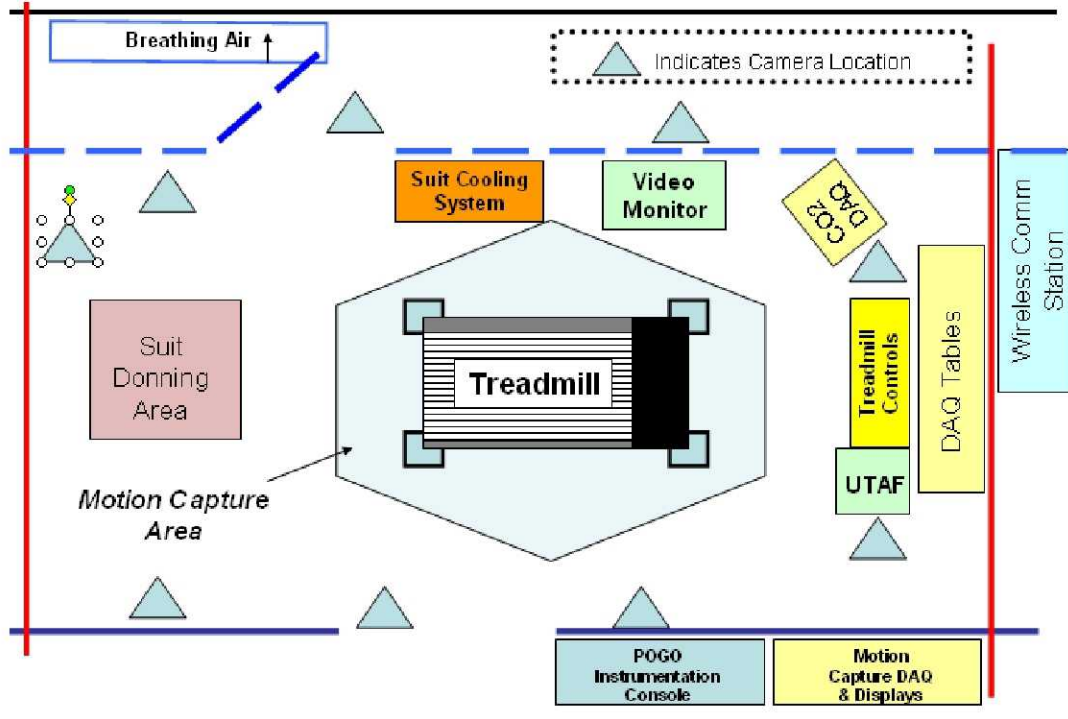 Breathing Air
Indicates Camera Location
Suit Cooling
System
Video
Monitor
CO2
DAQ
Wireless Comm
Station
Suit
Donning
Area
Treadmill
Treadmill
Controls
DAQ Tables
UTAF
Motion Capture
Area
POGO
Instrumentation
Console
Motion
Capture DAQ
& Displays